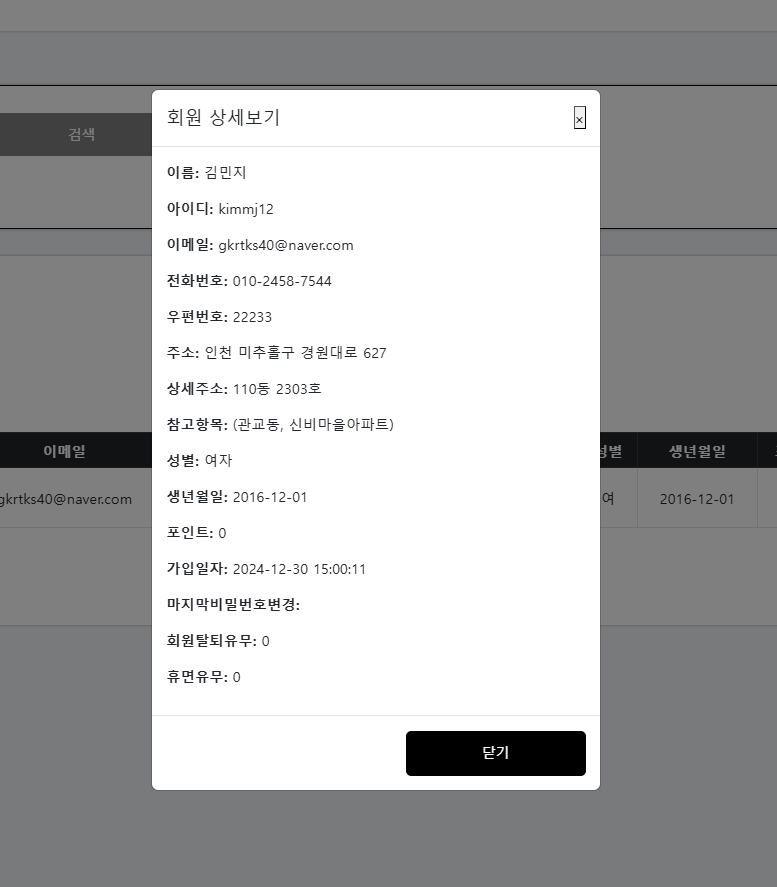 회원 상세보기
×
검색
이름: 김민지
아이디: kimmj12
이메일: gkrtks40@naver.com
전화번호: 010-2458-7544
우편번호: 22233
주소: 인천 미추홀구 경원대로 627
상세주소: 110동 2303호
참고항목: (관교동, 신비마을아파트)
성별: 여자
생년월일: 2016-12-01
포인트: 0
가입일자: 2024-12-30 15:00:11
마지막비밀번호변경:
회원탈퇴유무: 0
휴면유무: 0
닫기
이메일 성별 생년월일
gkrtks40@naver.com 여 2016-12-01